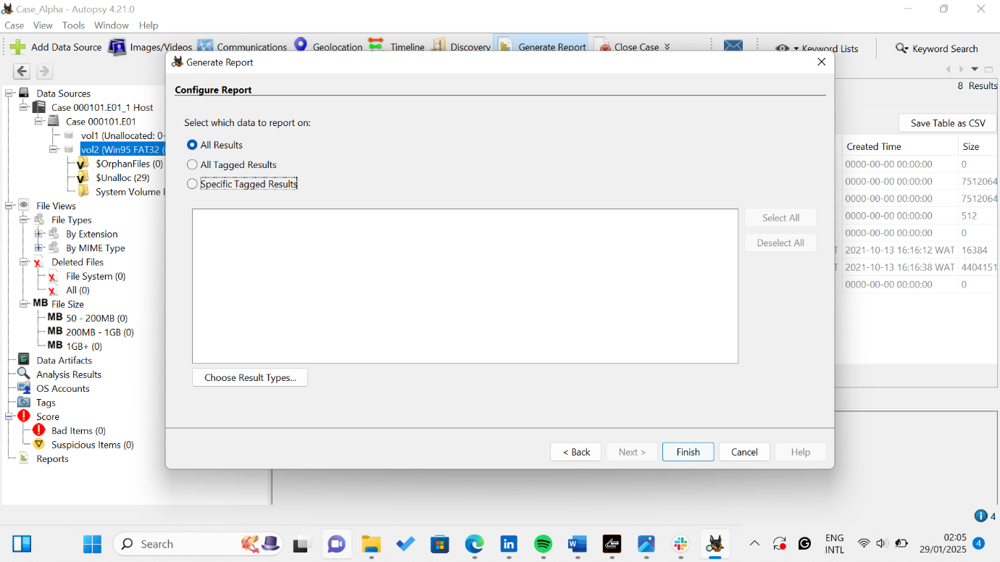 Case_Alpha - Autopsy 4.21.0
Case View Tools Window Help
Add Data Source Images/Videos Communications Geolocation Timeline Discovery Generate Report Close Case Keyword Lists Keyword Search
Generate Report
Configure Report
Select which data to report on:
All Results
All Tagged Results
Specific Tagged Results
Select All
Deselect All
Choose Result Types...
< Back Next > Finish Cancel Help
Data Sources
Case 000101.E01_1 Host
Case 000101.E01
vol1 (Unallocated: 0-
vol2 (Win95 FAT32 (
$OrphanFiles (0)
$Unalloc (29)
System Volume I
File Views
File Types
By Extension
By MIME Type
Deleted Files
File System (0)
All (0)
MB File Size
MB 50 - 200MB (0)
MB 200MB - 1GB (0)
MB 1GB+ (0)
Data Artifacts
Analysis Results
OS Accounts
Tags
Score
Bad Items (0)
Suspicious Items (0)
Reports
8 Results
Save Table as CSV
Created Time Size
0000-00-00 00:00:00 0
0000-00-00 00:00:00 7512064
0000-00-00 00:00:00 7512064
0000-00-00 00:00:00 512
0000-00-00 00:00:00 0
T 2021-10-13 16:16:12 WAT 16384
T 2021-10-13 16:16:38 WAT 4404151
0000-00-00 00:00:00 0
4
Search
ENG
INTL
02:05
29/01/2025
4